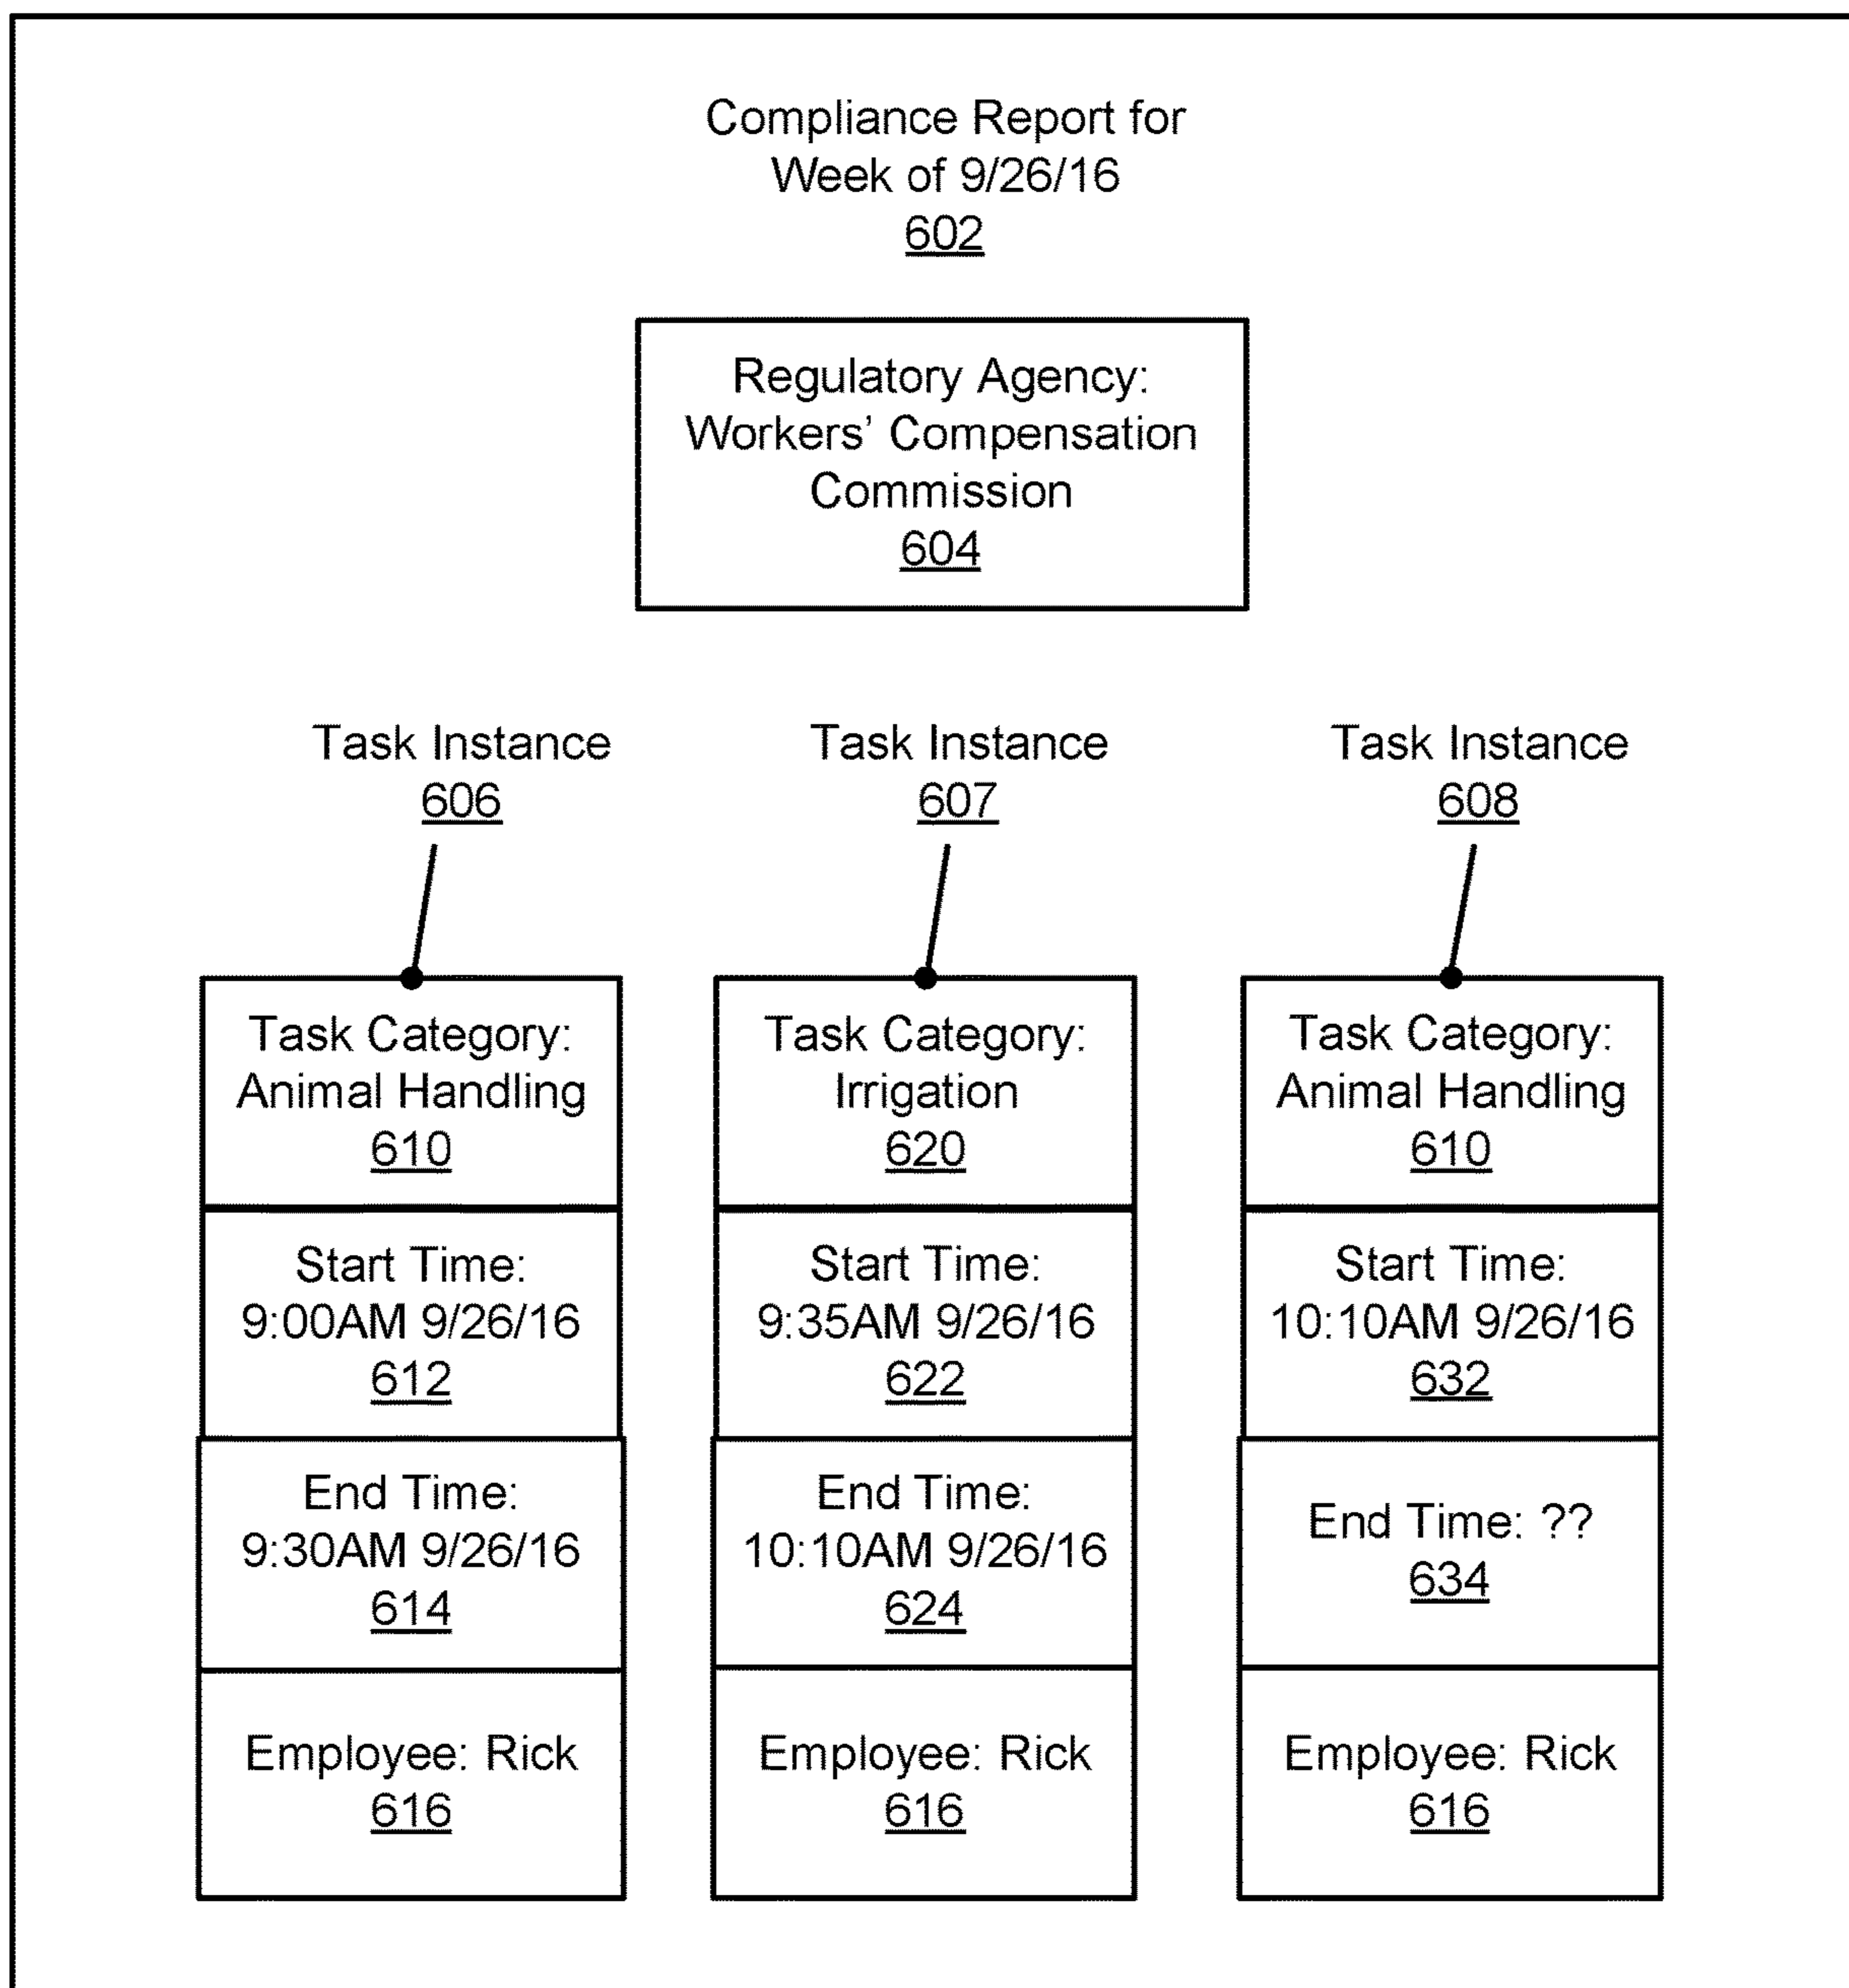 Compliance Report for
Week of 9/26/16
602
Regulatory Agency:
Workers’ Compensation
Commission
604
Task Instance
606
Task Instance
607
Task Instance
608
Task Category:
Animal Handling
610
Start Time:
9:00AM 9/26/16
612
End Time:
9:30AM 9/26/16
614
Employee: Rick
616
Task Category:
Irrigation
620
Start Time:
9:35AM 9/26/16
622
End Time:
10:10AM 9/26/16
624
Employee: Rick
616
Task Category:
Animal Handling
610
Start Time:
10:10AM 9/26/16
632
End Time: ??
634
Employee: Rick
616